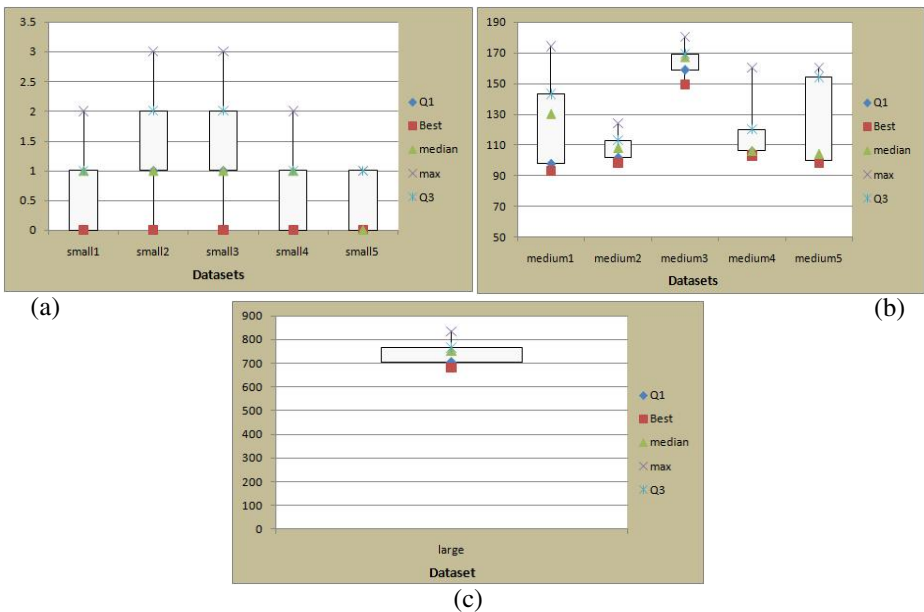 3.5
3
2.5
2
1.5
1
0.5
0
small1 small2 small3 small4 small5
Datasets
Q1
Best
median
max
Q3
(a)
190
170
150
130
110
90
70
50
medium1 medium2 medium3 medium4 medium5
Datasets
Q1
Best
median
max
Q3
(b)
900
800
700
600
500
400
300
200
100
0
large
Dataset
Q1
Best
median
max
Q3
(c)